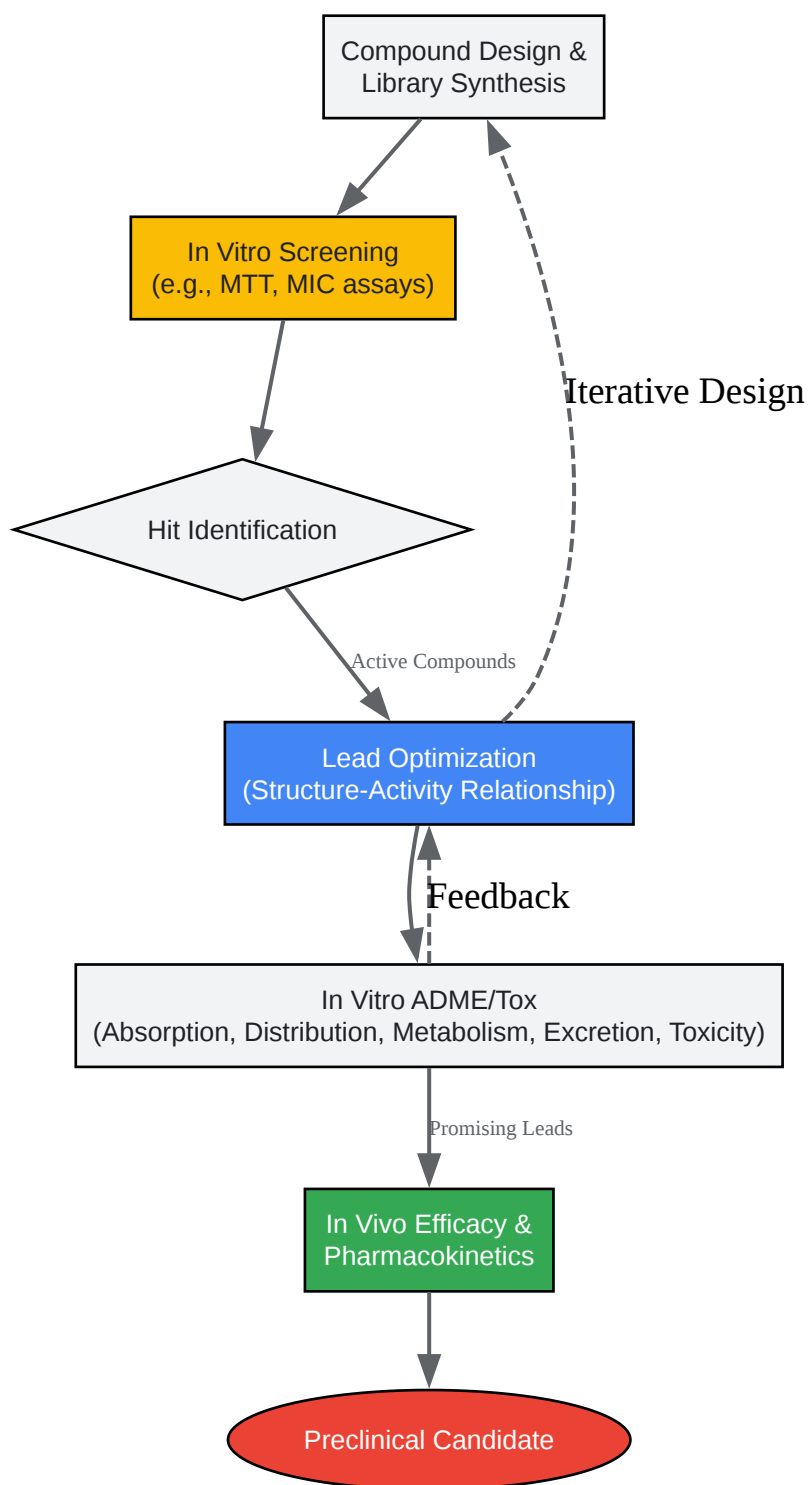 Compound Design &
Library Synthesis
In Vitro Screening
(e.g., MTT, MIC assays)
Iterative Design
Hit Identification
Active Compounds
Lead Optimization
(Structure-Activity Relationship)
Feedback
In Vitro ADME/Tox
(Absorption, Distribution, Metabolism, Excretion, Toxicity)
Promising Leads
In Vivo Efficacy &
Pharmacokinetics
Preclinical Candidate